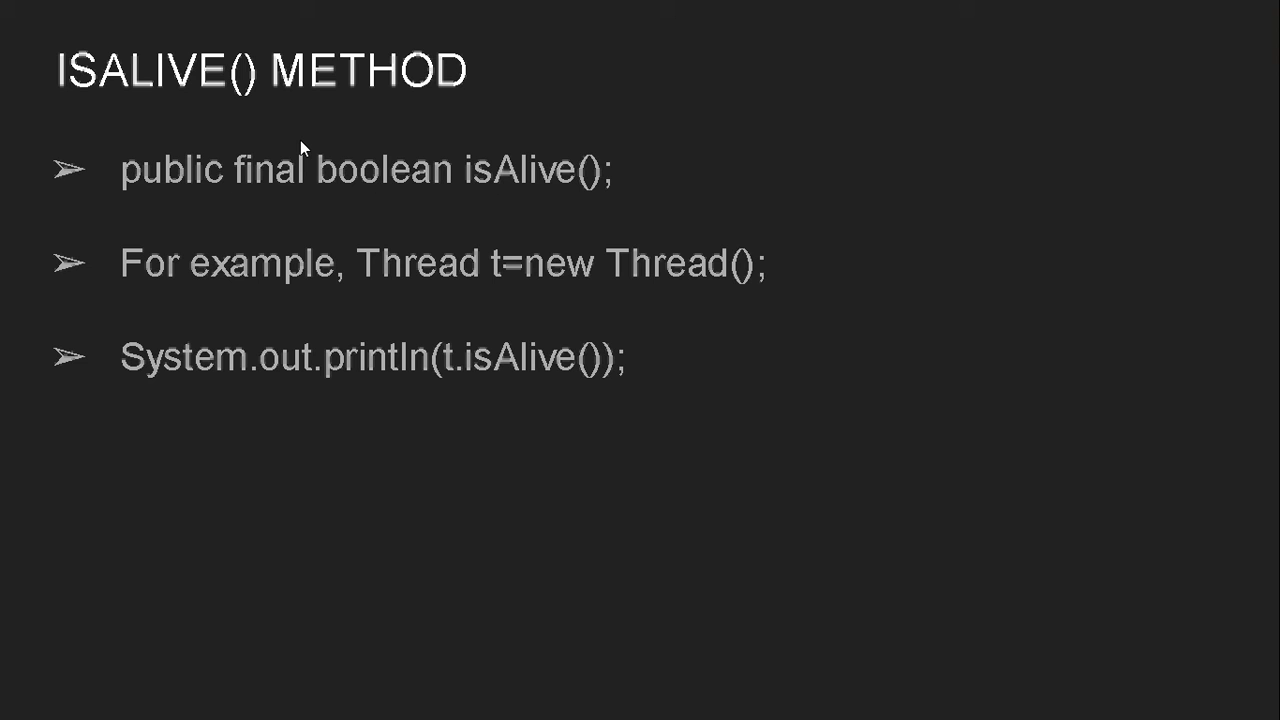 ISALIVE() METHOD
➢ public final boolean isAlive();
➢ For example, Thread t=new Thread();
➢ System.out.println(t.isAlive());